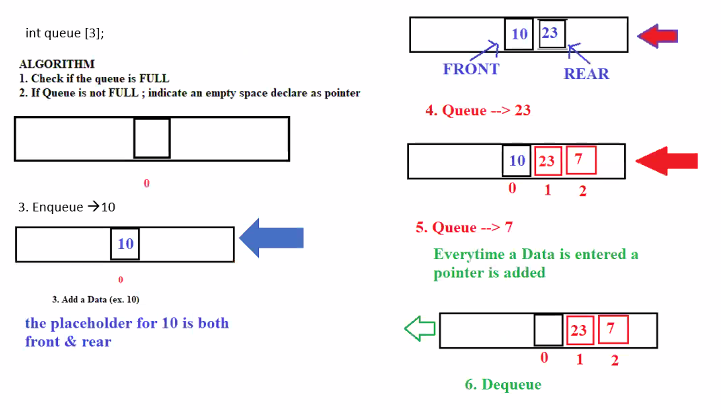 int queue [3];
ALGORITHM
1. Check if the queue is FULL
2. If Queue is not FULL ; indicate an empty space declare as pointer
0
3. Enqueue →10
10
0
3. Add a Data (ex. 10)
the placeholder for 10 is both
front & rear
10 23
FRONT REAR
4. Queue --> 23
10 23 7
0 1 2
5. Queue --> 7
Everytime a Data is entered a
pointer is added
23 7
0 1 2
6. Dequeue